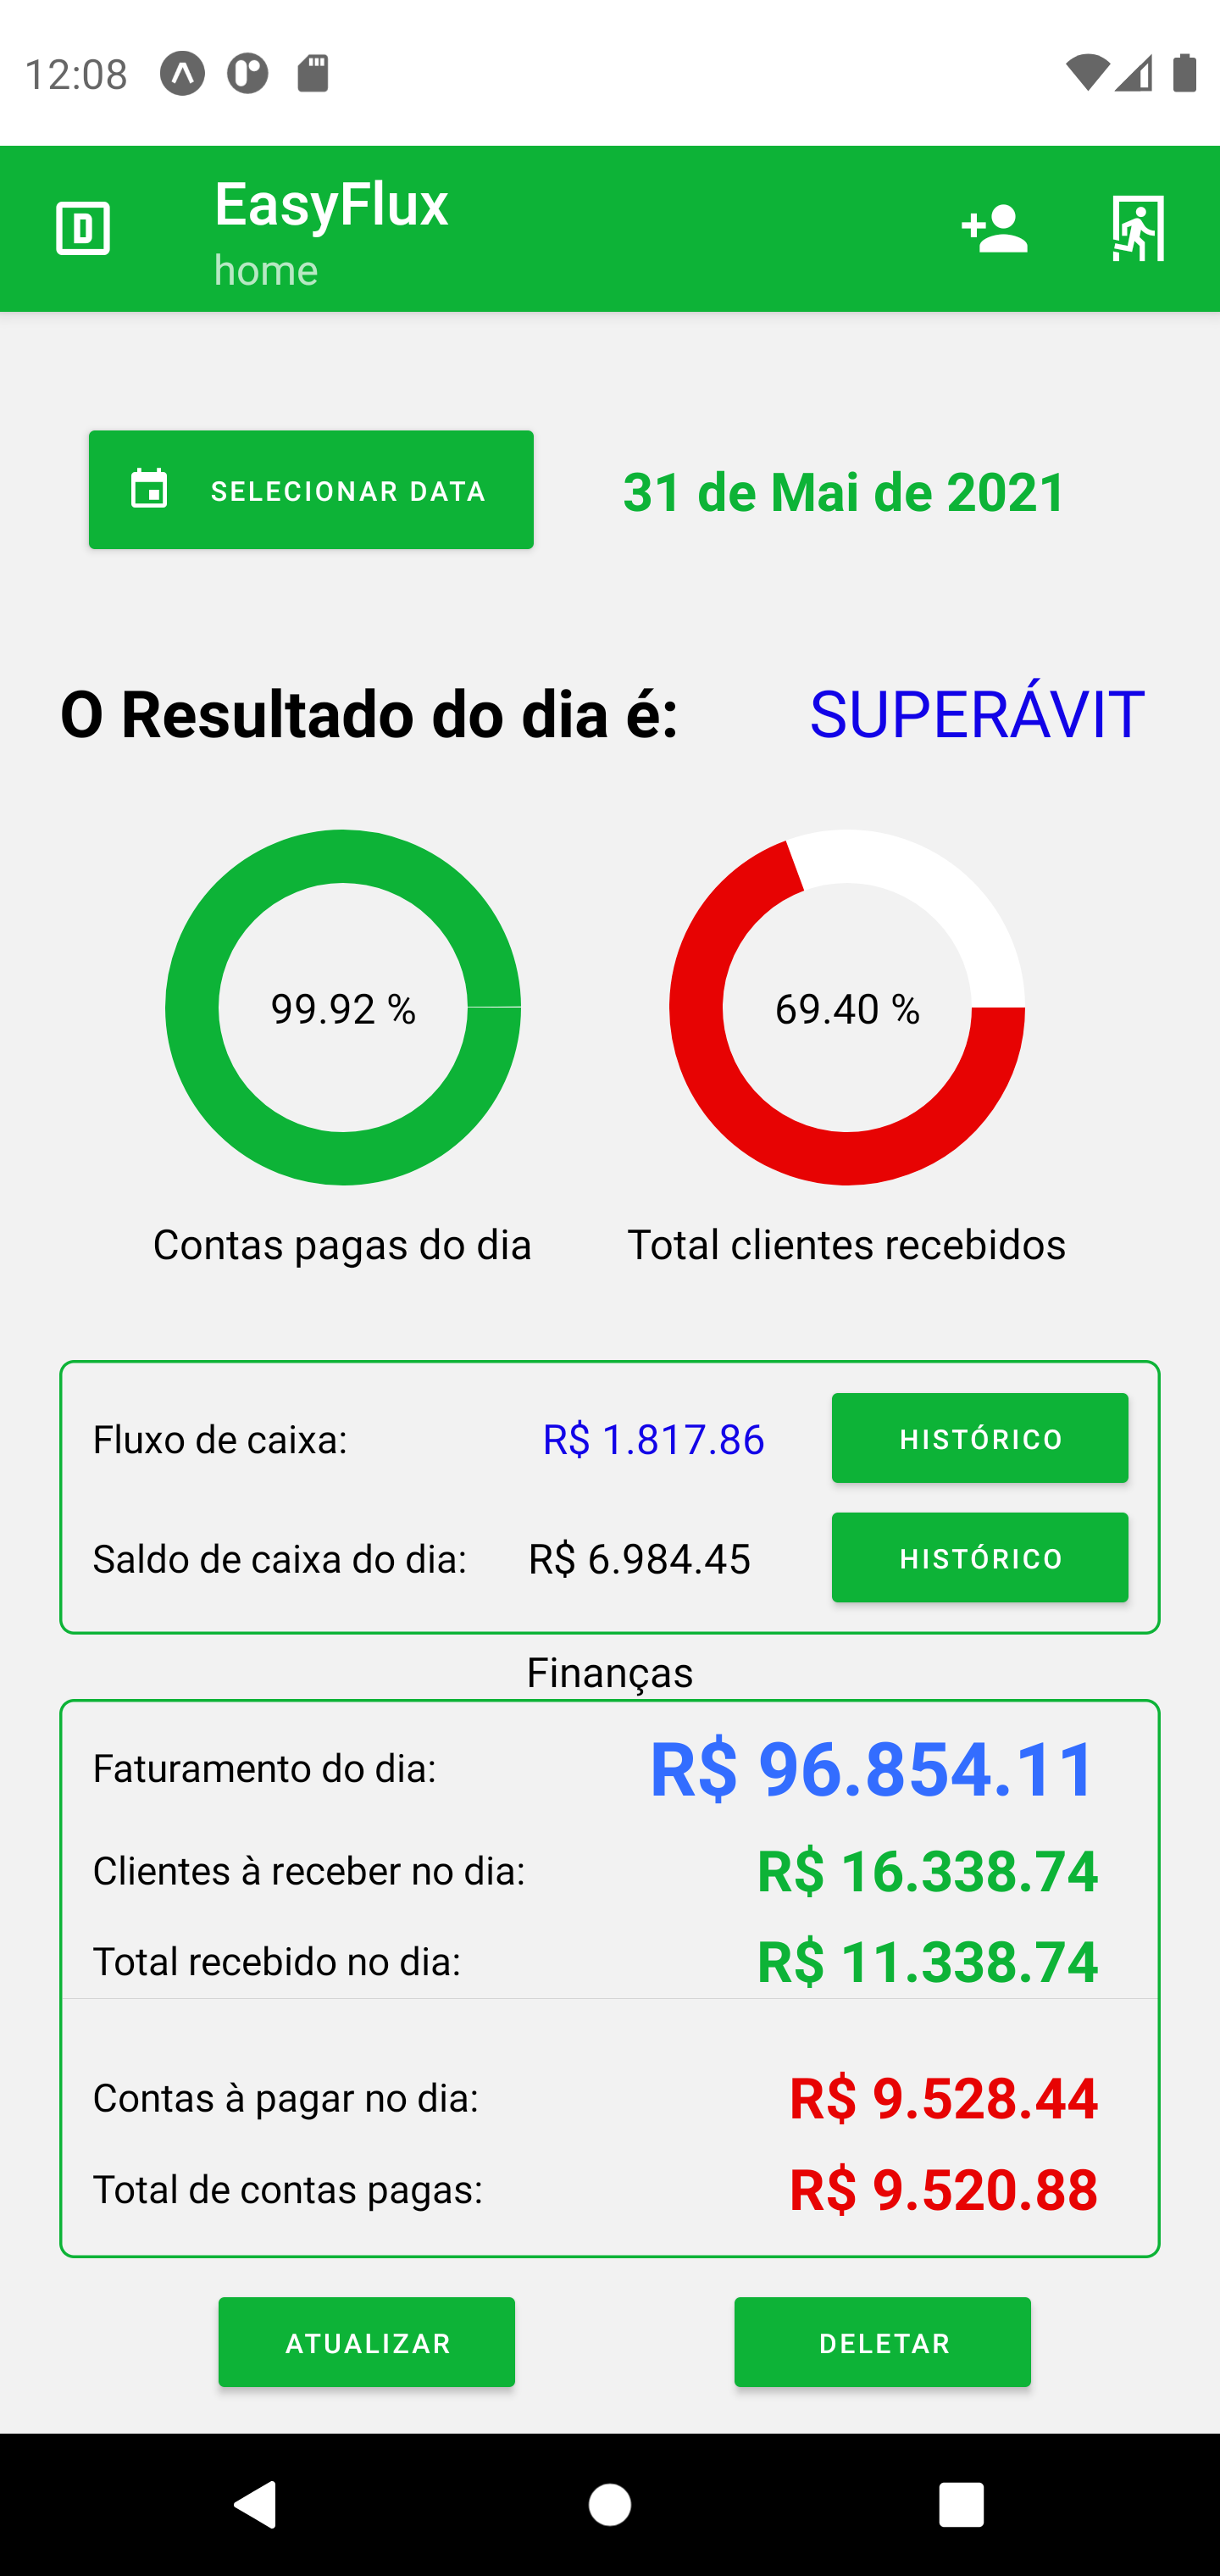 12:08
EasyFlux
home
SELECIONAR DATA
31 de Mai de 2021
O Resultado do dia é: SUPERÁVIT
99.92 %
69.40 %
Contas pagas do dia
Total clientes recebidos
Fluxo de caixa: R$ 1.817.86 HISTÓRICO
Saldo de caixa do dia: R$ 6.984.45 HISTÓRICO
Finanças
Faturamento do dia: R$ 96.854.11
Clientes à receber no dia: R$ 16.338.74
Total recebido no dia: R$ 11.338.74
Contas à pagar no dia: R$ 9.528.44
Total de contas pagas: R$ 9.520.88
ATUALIZAR
DELETAR